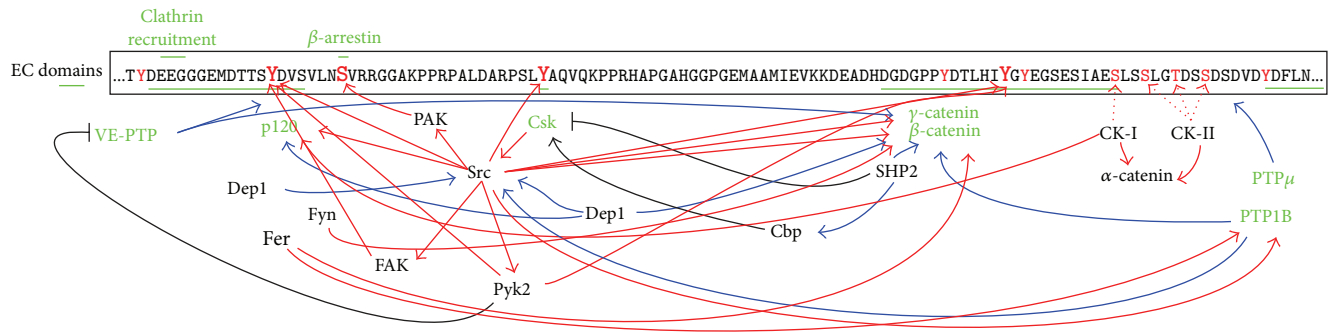 Clathrin
recruitment
β-arrestin
EC domains
...TYDEEGGGEMDTTSYDVSVLNSVRRGGAKPPRPALDARPSLYAQVQKPPRHAPGAHGGPGEMAAMIEVKKDEADHDGDGPPYDTLHIYGYEGSESIAESLSSLGTDSSDSDVDYDFLN...
VE-PTP
p120
PAK
Csk
γ-catenin
β-catenin
CK-I
CK-II
Src
SHP2
α-catenin
PTPμ
Dep1
Fyn
Dep1
Cbp
PTP1B
Fer
FAK
Pyk2